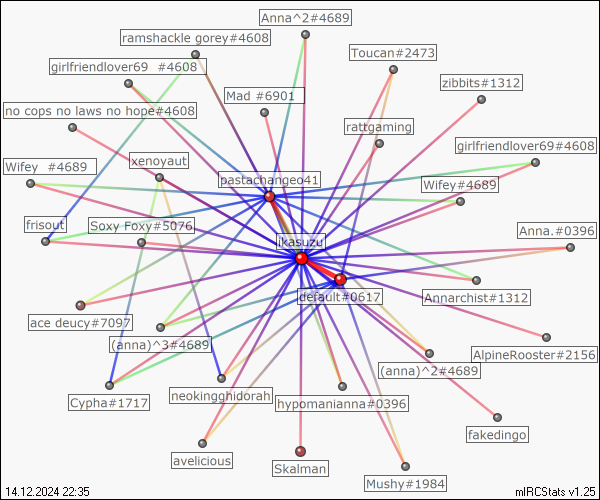 Anna^2#4689
ramshackle gorey#4608
Toucan#2473
girlfriendlover69 #4608
zibbits#1312
Mad #6901
no cops no laws no hope#4608
rattgaming
girlfriendlover69#4608
xenoyaut
Wifey #4689
pastachangeo41
Wifey#4689
frisout
Soxy Foxy#5076
Anna.#0396
ikasuzu
default#0617
Annarchist#1312
ace deucy#7097
(anna)^3#4689
AlpineRooster#2156
(anna)^2#4689
neokingghidorah
Cypha#1717
hypomanianna#0396
fakedingo
avelicious
Skalman
Mushy#1984
14.12.2024 22:35
mIRCStats v1.25